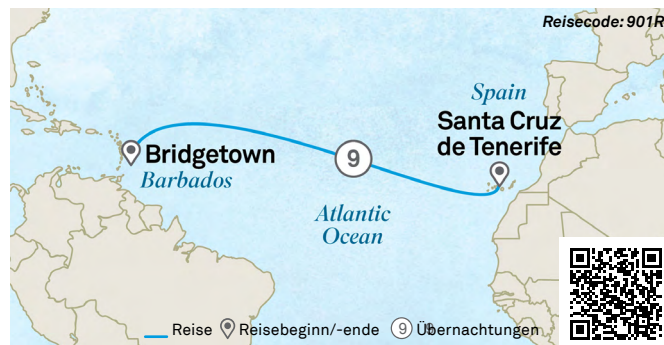 Reisecode: 901R
Spain
Santa Cruz
de Tenerife
9
Bridgetown
Barbados
Atlantic
Ocean
Reise Reisebeginn/-ende 9 Übernachtungen